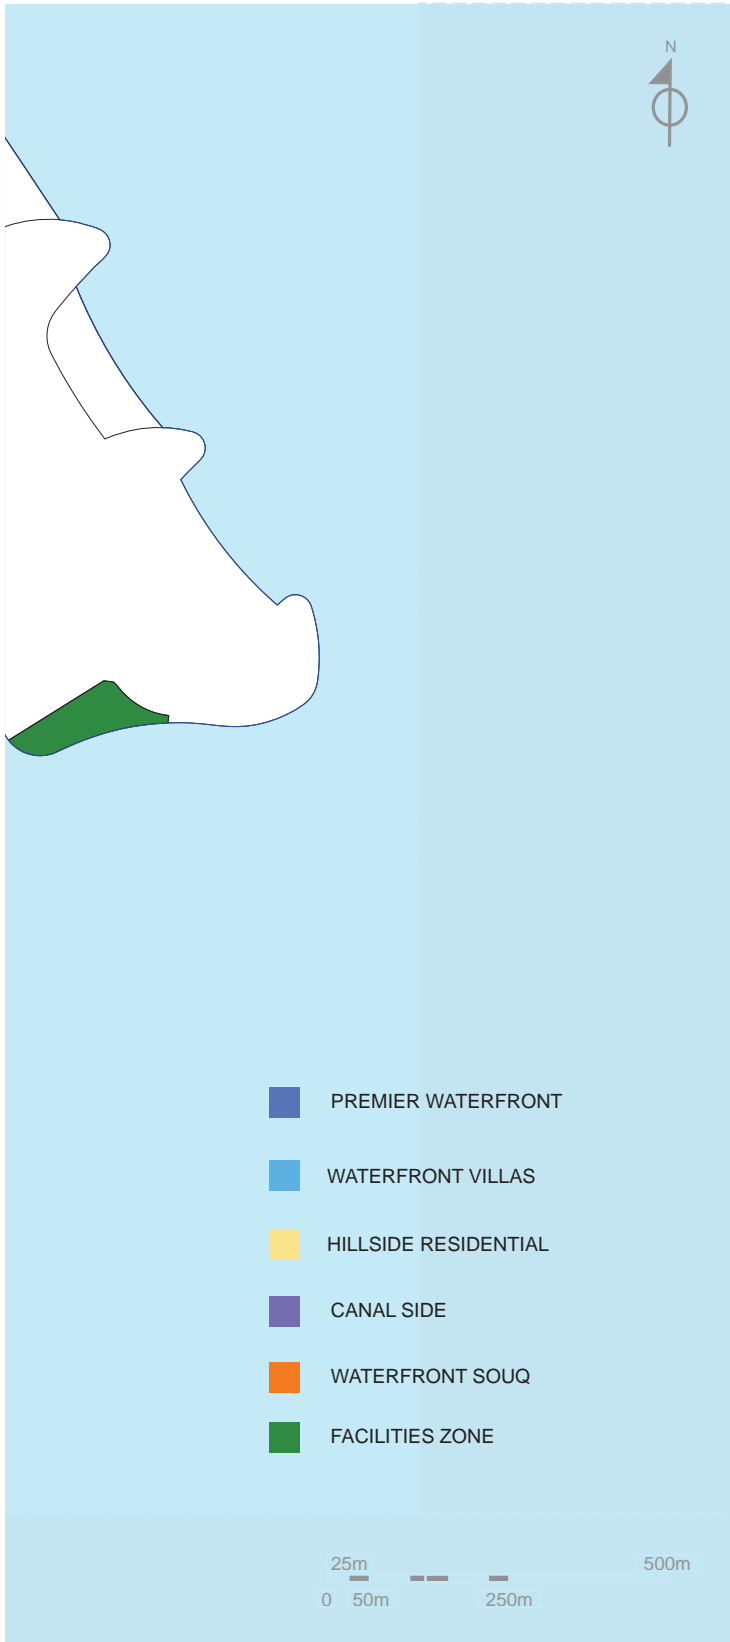 N
PREMIER WATERFRONT
WATERFRONT VILLAS
HILLSIDE RESIDENTIAL
CANAL SIDE
WATERFRONT SOUQ
FACILITIES ZONE
25m 500m
0 50m 250m